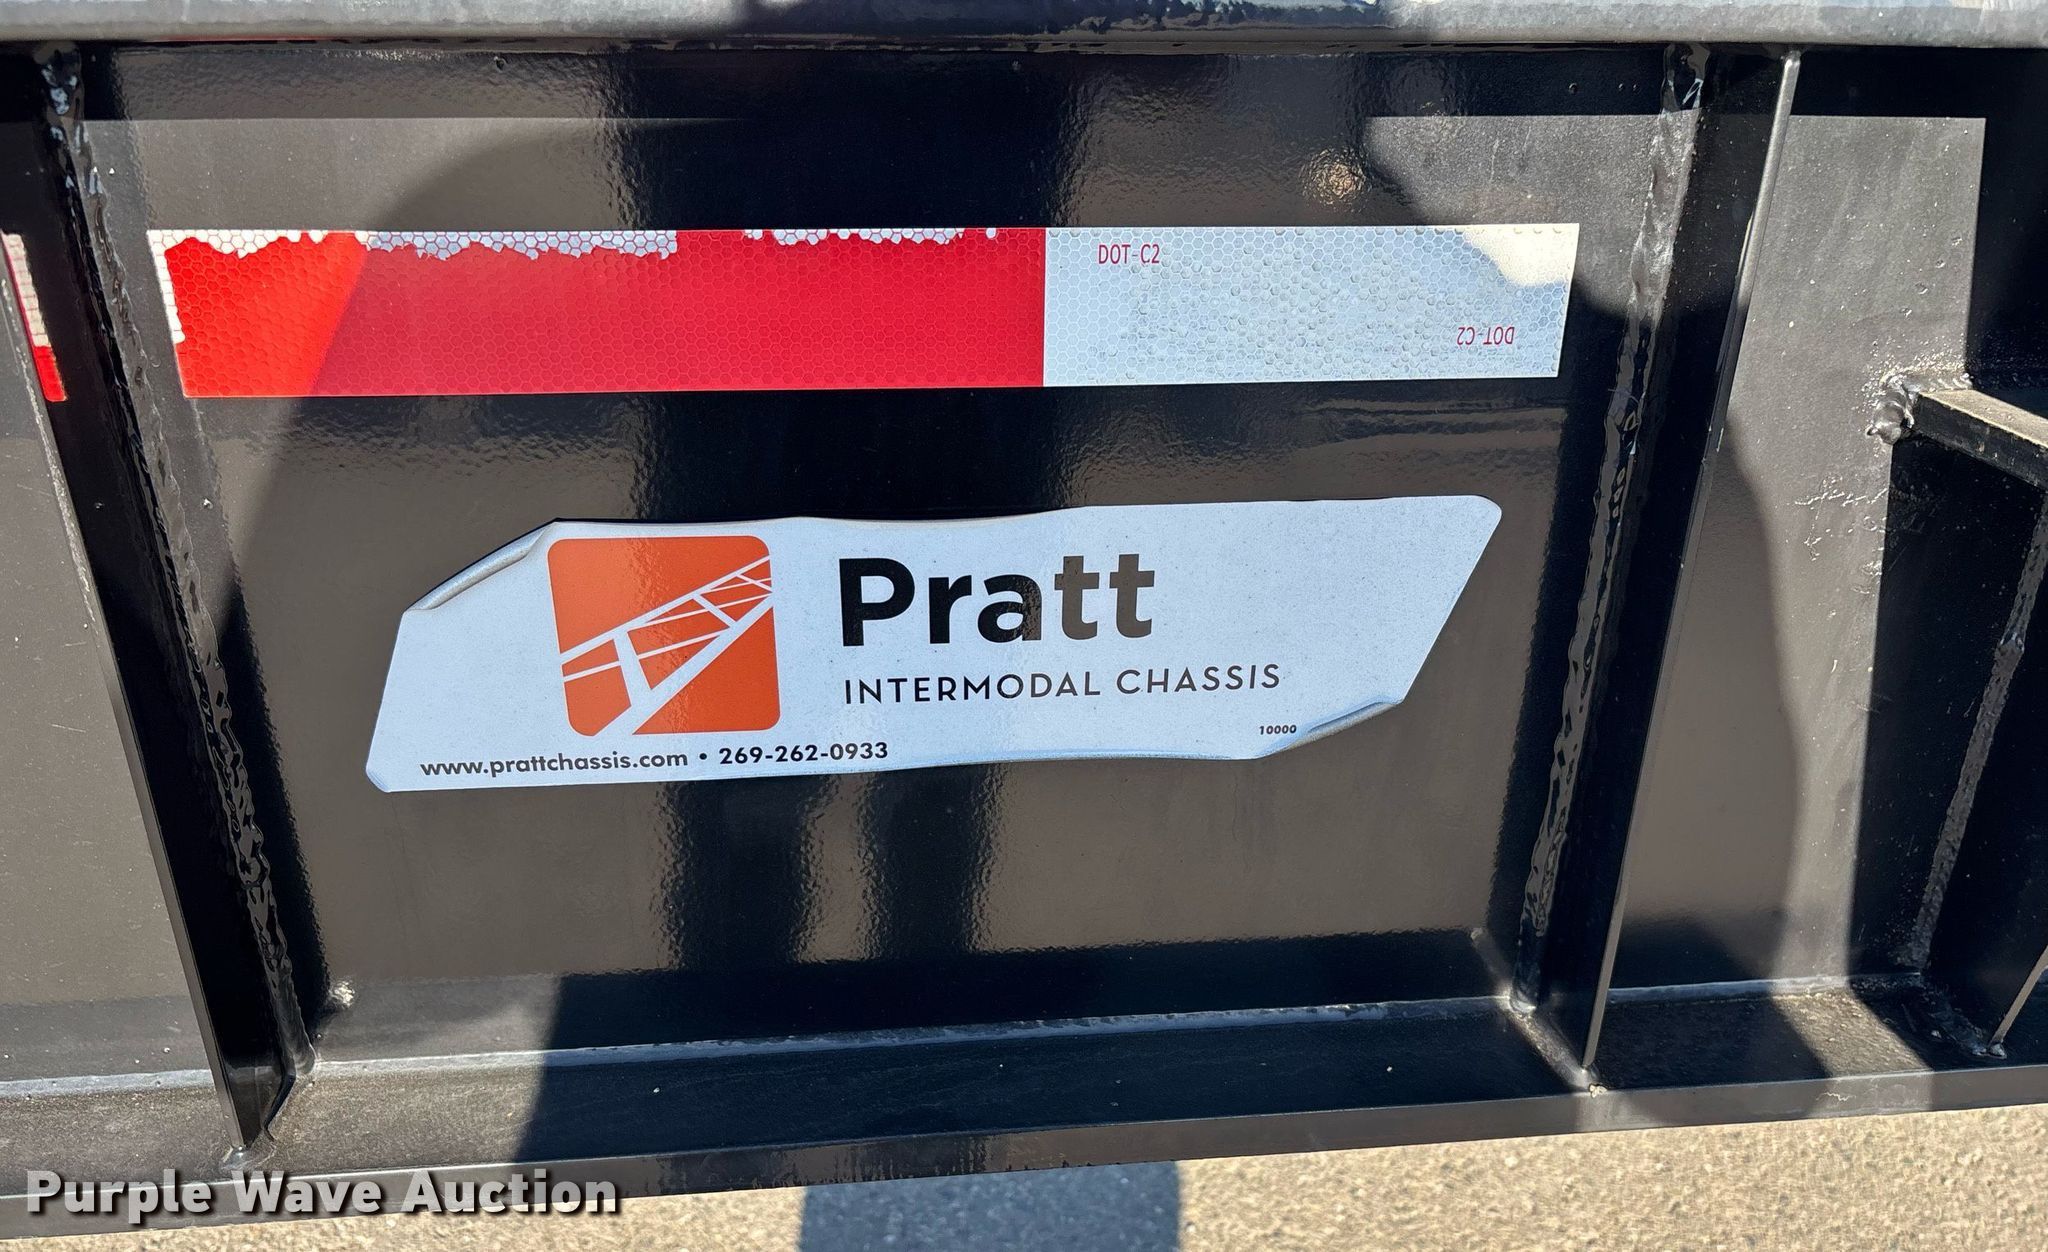 DOT-C2
DOT-C2
Pratt
INTERMODAL CHASSIS
10000
www.prattchassis.com • 269-262-0933
Purple Wave Auction